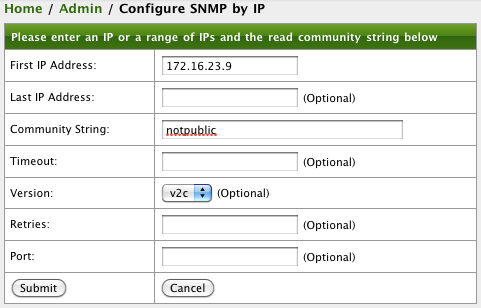 Home / Admin / Configure SNMP by IP
Please enter an IP or a range of IPs and the read community string below
First IP Address: 172.16.23.9
Last IP Address: (Optional)
Community String: notpublic
Timeout: (Optional)
Version: v2c (Optional)
Retries: (Optional)
Port: (Optional)
Submit Cancel